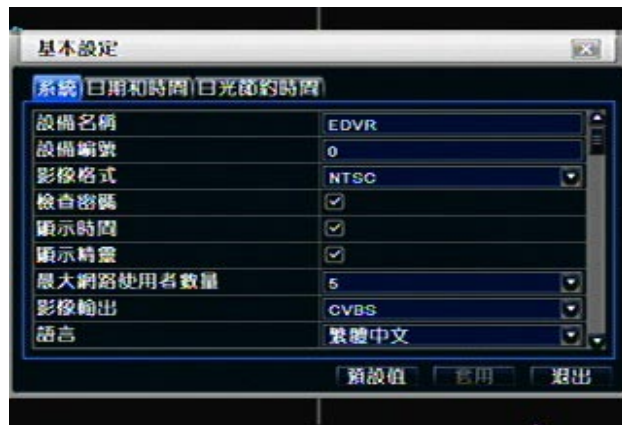 基本設定
系統 日期和時間 日光節約時間
設備名稱 EDVR
設備編號 0
影像格式 NTSC
檢查密碼
顯示時間
顯示精靈
最大網路使用者數量 5
影像輸出 CVBS
語言 繁體中文
預設值 套用 退出